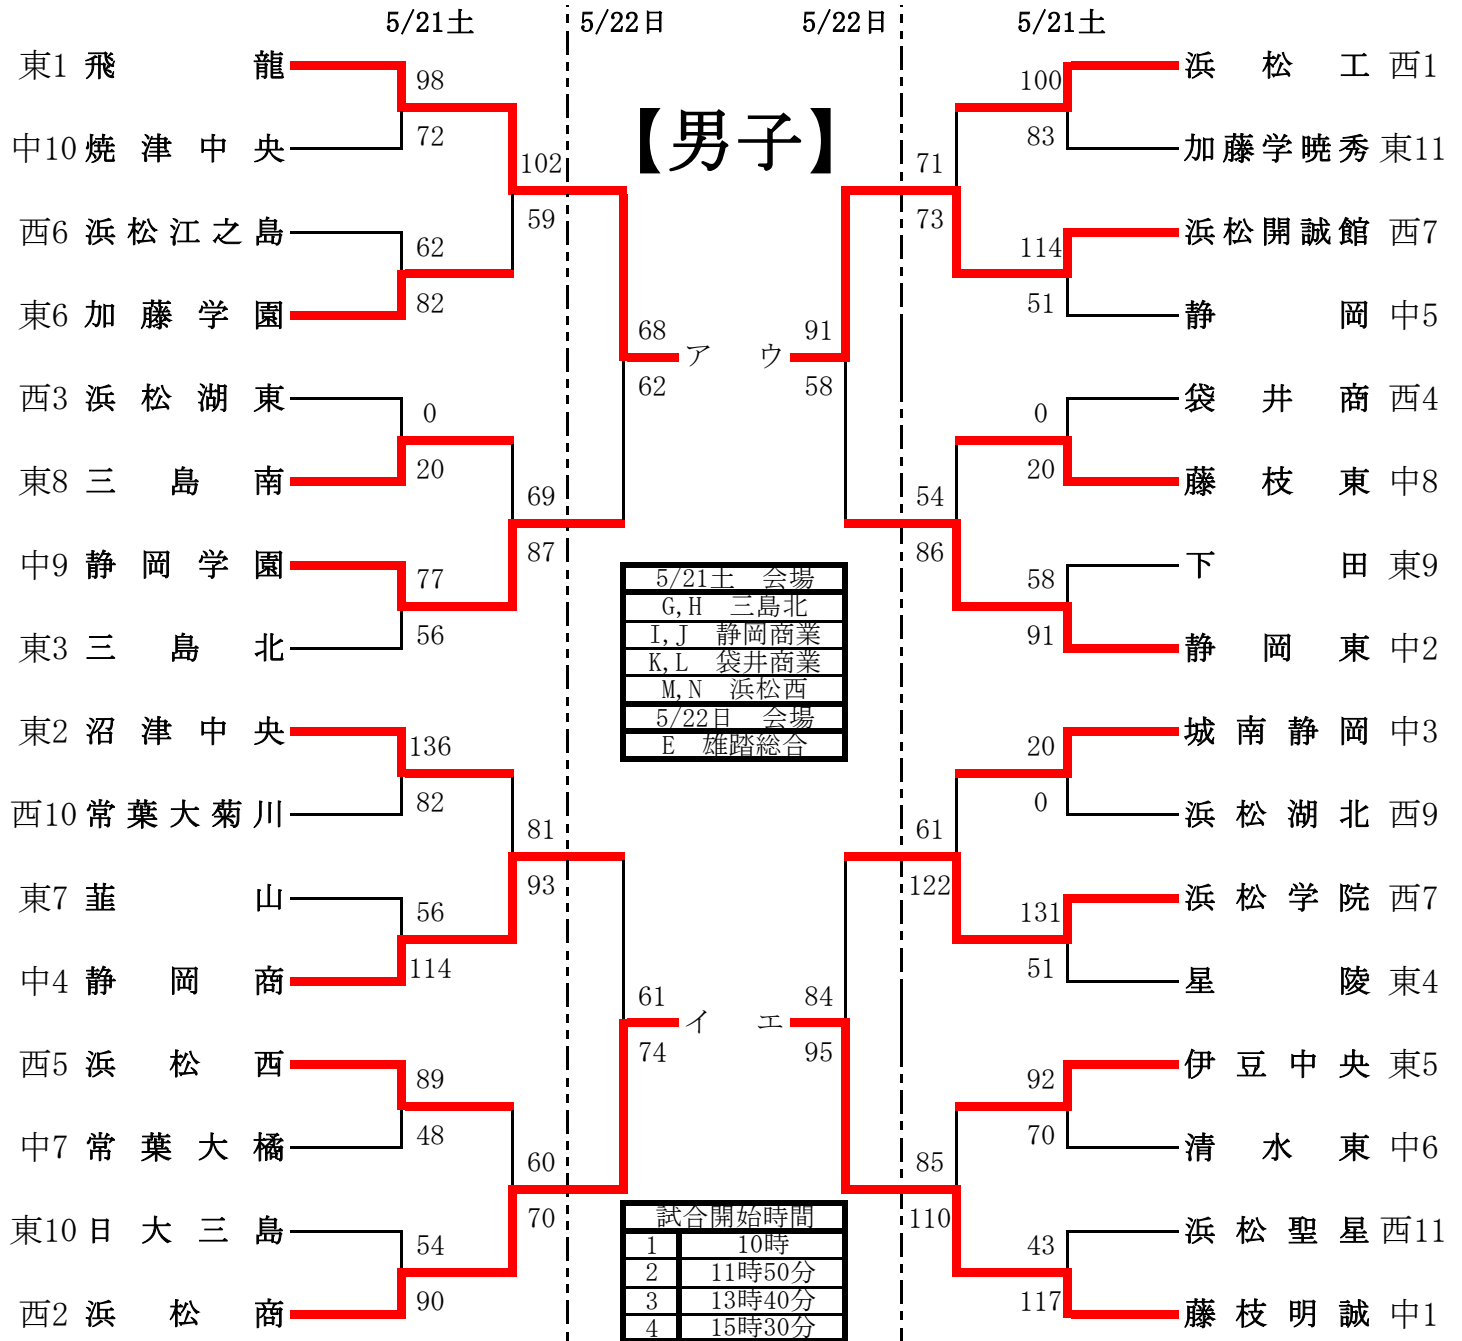 5/21土 5/22日 5/22日 5/21土
【男子】
東1 飛龍 98
中10 焼津中央 72
102
59
西6 浜松江之島 62
東6 加藤学園 82
68 ア
62
西3 浜松湖東 0
東8 三島南 20
69
87
中9 静岡学園 77
東3 三島北 56
東2 沼津中央 136
西10 常葉大菊川 82
81
93
東7 韮山 56
中4 静岡商 114
61 イ
74
西5 浜松西 89
中7 常葉大橘 48
60
70
東10 日大三島 54
西2 浜松商 90
5/21土 会場
G,H 三島北
I,J 静岡商業
K,L 袋井商業
M,N 浜松西
5/22日 会場
E 雄踏総合
試合開始時間
1 10時
2 11時50分
3 13時40分
4 15時30分
100 浜松工 西1
83 加藤学暁秀 東11
71
73
114 浜松開誠館 西7
51 静岡 中5
ウ 91
58
0 袋井商 西4
20 藤枝東 中8
54
86
58 下田 東9
91 静岡東 中2
20 城南静岡 中3
0 浜松湖北 西9
61
122
131 浜松学院 西7
51 星陵 東4
エ 84
95
92 伊豆中央 東5
70 清水東 中6
85
110
43 浜松聖星 西11
117 藤枝明誠 中1